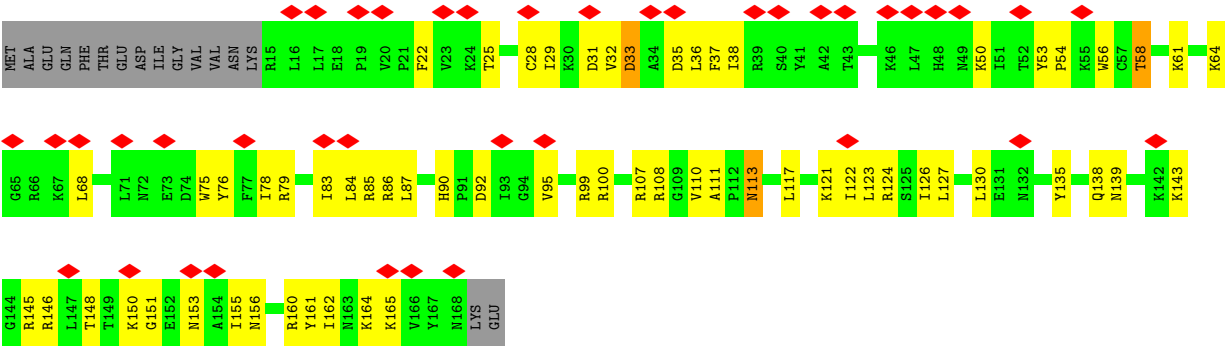 MET ALA GLU GLN PHE THR GLU ASP ILE GLY VAL VAL ASN LYS R15 L16 L17 E18 P19 V20 P21 F22 V23 K24 T25 C28 I29 K30 D31 V32 D33 A34 D35 L36 F37 I38 R39 S40 Y41 A42 T43 K46 L47 H48 N49 K50 I51 T52 Y53 P54 K55 W56 C57 T58 K61 K64
G65 R66 K67 L68 L71 N72 E73 D74 W75 Y76 F77 I78 R79 I83 L84 R85 R86 L87 H90 P91 D92 I93 G94 V95 R99 R100 R107 R108 G109 V110 A111 P112 N113 L117 K121 I122 L123 R124 S125 I126 L127 L130 E131 N132 Y135 Q138 N139 K142 K143
G144 R145 R146 L147 T148 T149 K150 G151 E152 N153 A154 I155 N156 R160 Y161 I162 N163 K164 K165 V166 Y167 N168 LYS GLU